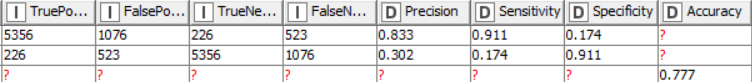 I TruePo... I FalsePo... I TrueNe... I FalseN... D Precision D Sensitivity D Specificity D Accuracy
5356 1076 226 523 0.833 0.911 0.174 ?
226 523 5356 1076 0.302 0.174 0.911 ?
? ? ? ? ? ? ? 0.777